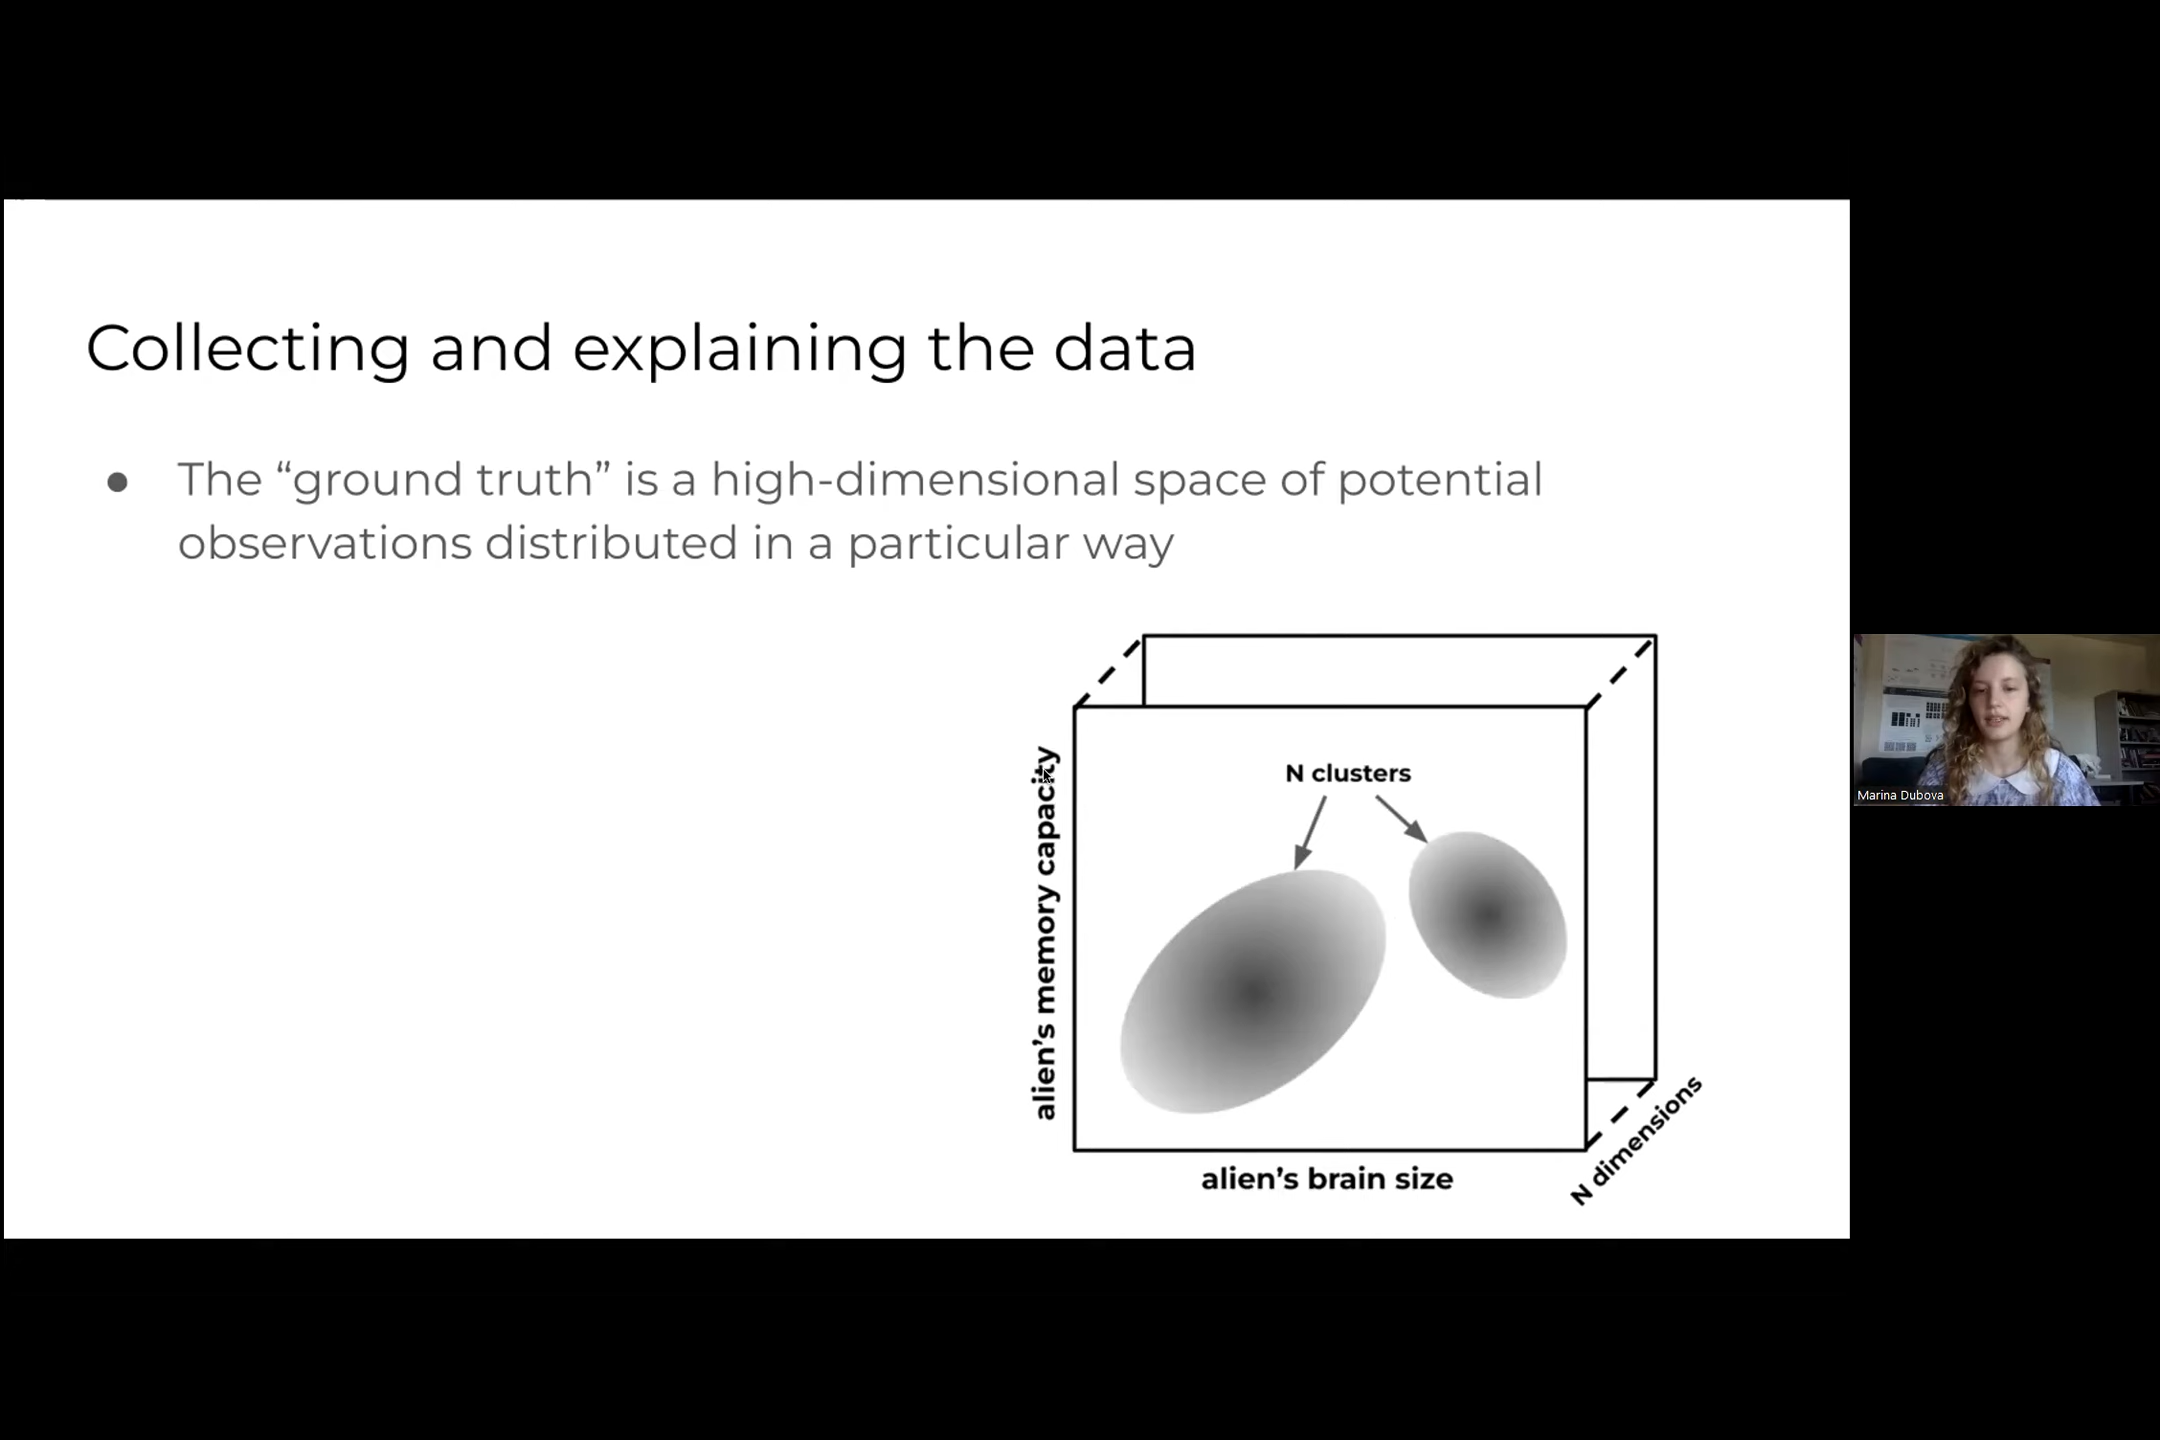 Collecting and explaining the data
● The “ground truth” is a high-dimensional space of potential
observations distributed in a particular way
N clusters
alien’s memory capacity
alien’s brain size
N dimensions
Marina Dubova